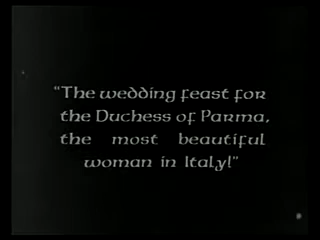 "The wedding feast for
the Duchess of Parma,
the most beautiful
woman in Italy!"